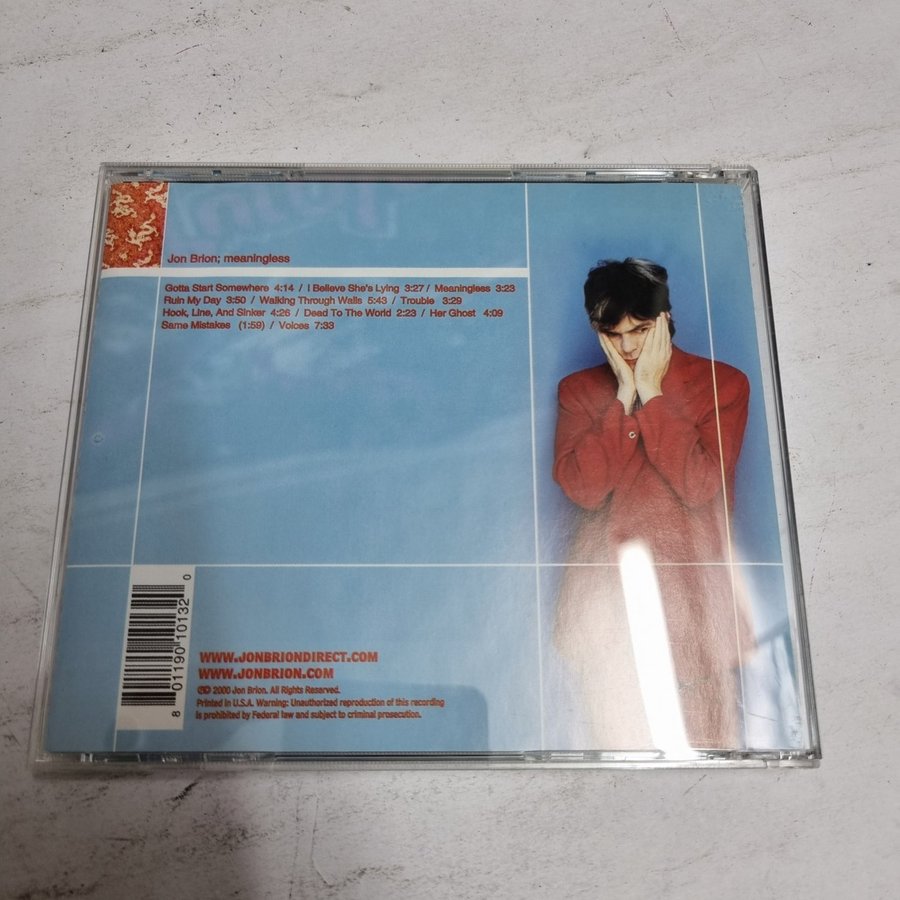 Jon Brion; meaningless
Gotta Start Somewhere 4:14 / I Believe She's Lying 3:27 / Meaningless 3:23
Ruin My Day 3:50 / Walking Through Walls 5:43 / Trouble 3:29
Hook, Line, And Sinker 4:26 / Dead To The World 2:23 / Her Ghost 4:09
Same Mistakes (1:59) / Voices 7:33
8 01190 10132 0
WWW.JONBRIONDIRECT.COM
WWW.JONBRION.COM
℗© 2000 Jon Brion. All Rights Reserved.
Printed in U.S.A. Warning: Unauthorized reproduction of this recording
is prohibited by Federal law and subject to criminal prosecution.